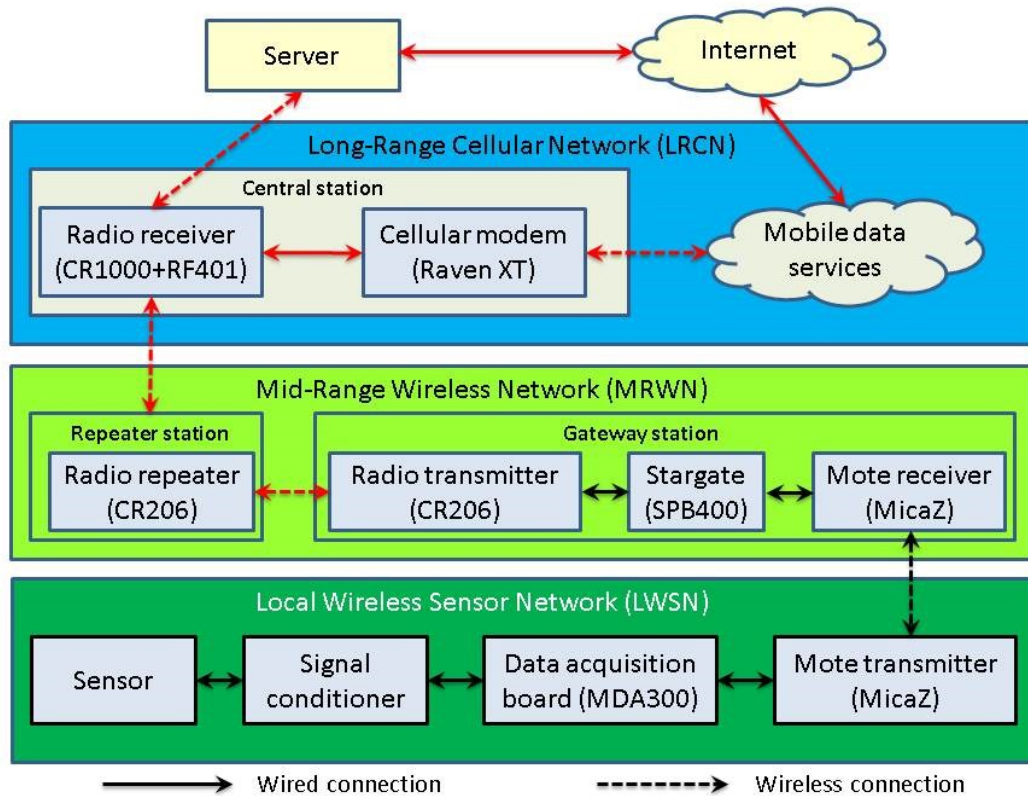 Server
Internet
Long-Range Cellular Network (LRCN)
Central station
Radio receiver
(CR1000+RF401)
Cellular modem
(Raven XT)
Mobile data
services
Mid-Range Wireless Network (MRWN)
Repeater station
Radio repeater
(CR206)
Gateway station
Radio transmitter
(CR206)
Stargate
(SPB400)
Mote receiver
(MicaZ)
Local Wireless Sensor Network (LWSN)
Sensor
Signal
conditioner
Data acquisition
board (MDA300)
Mote transmitter
(MicaZ)
Wired connection
Wireless connection